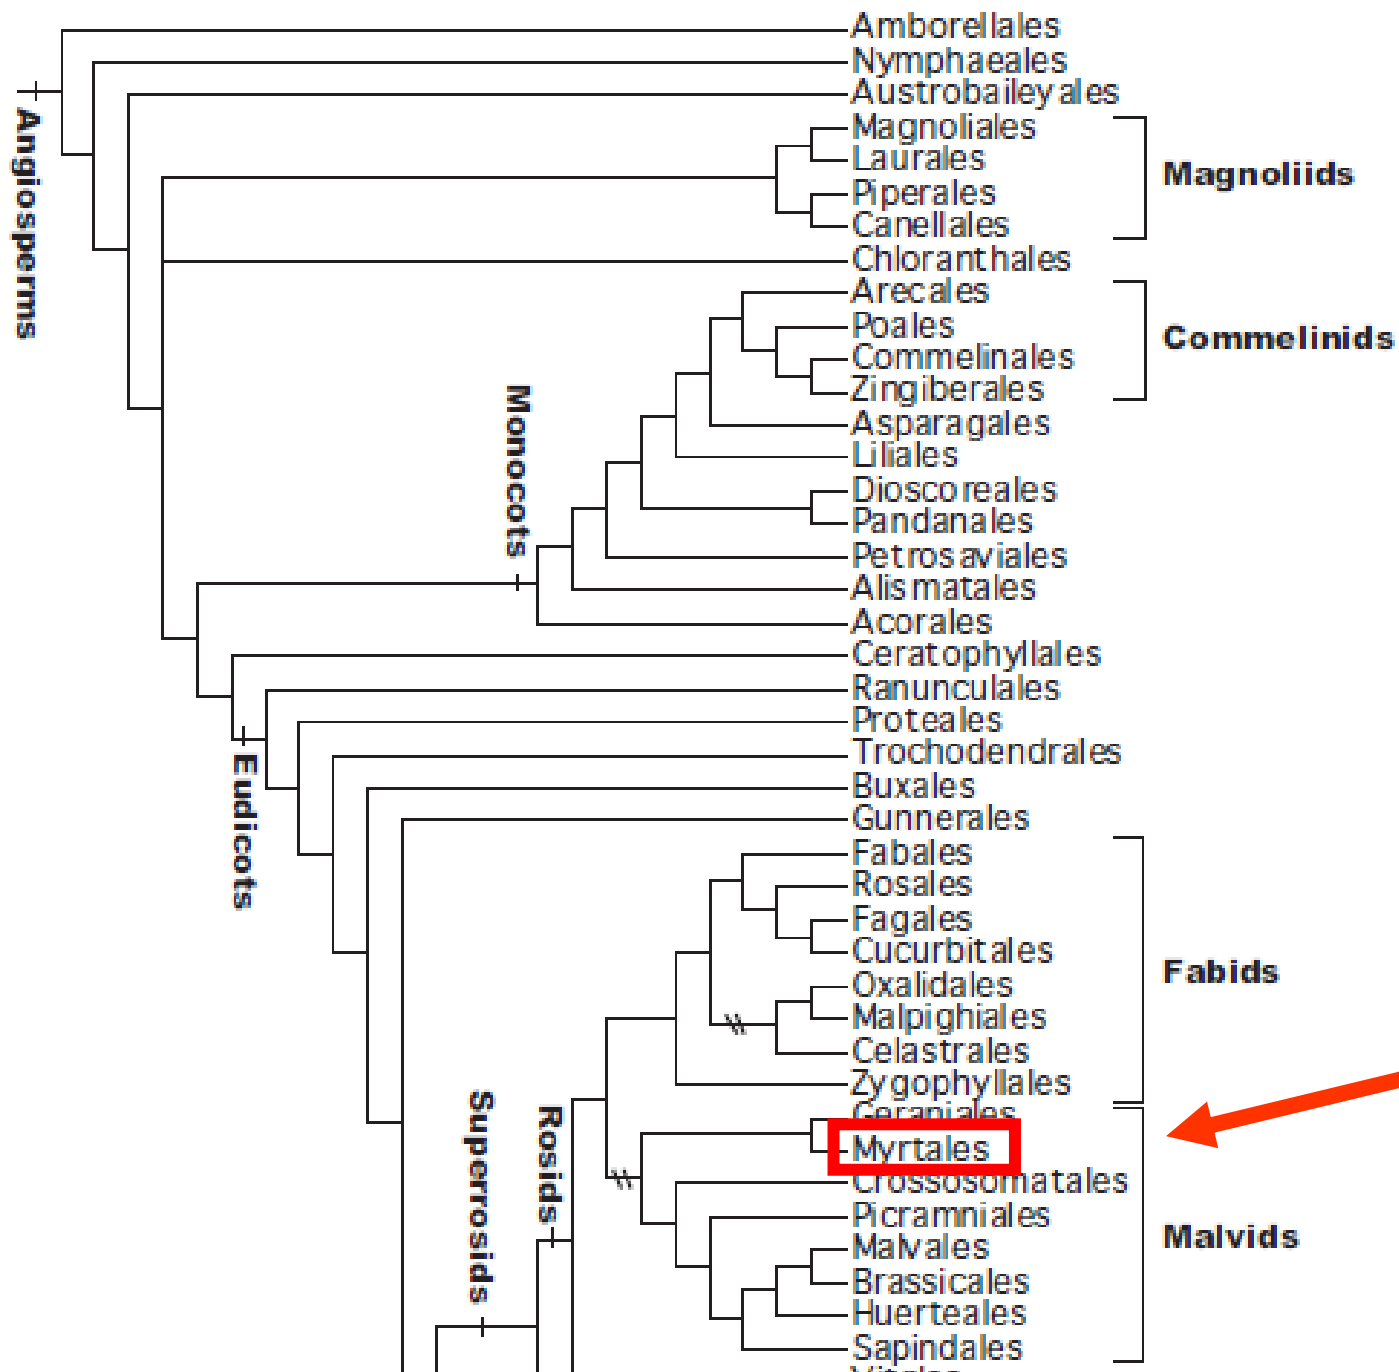 Amborellales
Nymphaeales
Austrobaileyales
Magnoliales
Laurales
Piperales
Canellales
Magnoliids
Chloranthales
Arecales
Poales
Commelinales
Zingiberales
Commelinids
Asparagales
Liliales
Dioscoreales
Pandanales
Petrosaviales
Alismatales
Acorales
Ceratophyllales
Ranunculales
Proteales
Trochodendrales
Buxales
Gunnerales
Fabales
Rosales
Fagales
Cucurbitales
Oxalidales
Malpighiales
Celastrales
Zygophyllales
Fabids
Geraniales
Myrtales
Crossosomatales
Picramniales
Malvales
Brassicales
Huerteales
Sapindales
Malvids
Angiosperms
Monocots
Eudicots
Superrosids
Rosids